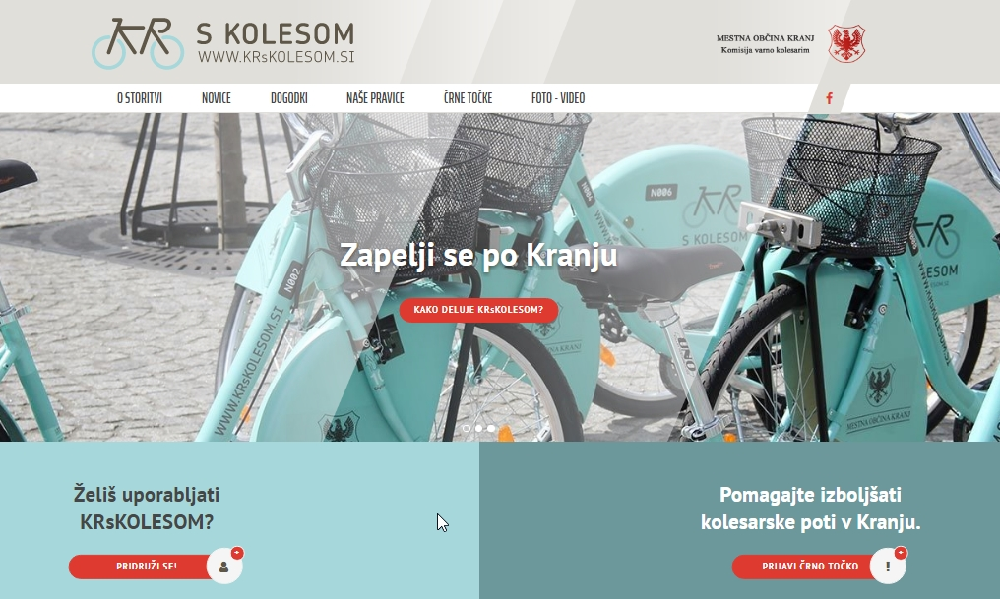 KR S KOLESOM
WWW.KRsKOLESOM.SI
MESTNA OBČINA KRANJ
Komisija varno kolesarim
O STORITVI NOVICE DOGODKI NAŠE PRAVICE ČRNE TOČKE FOTO - VIDEO
f
N004
N006
KR
S KOLESOM
N002
WWW.KRsKOLESOM.SI
Zapelji se po Kranju
KAKO DELUJE KRsKOLESOM?
UNO
MESTNA OBČINA KRANJ
Želiš uporabljati
KRsKOLESOM?
PRIDRUŽI SE!
+
Pomagajte izboljšati
kolesarske poti v Kranju.
PRIJAVI ČRNO TOČKO
!
+